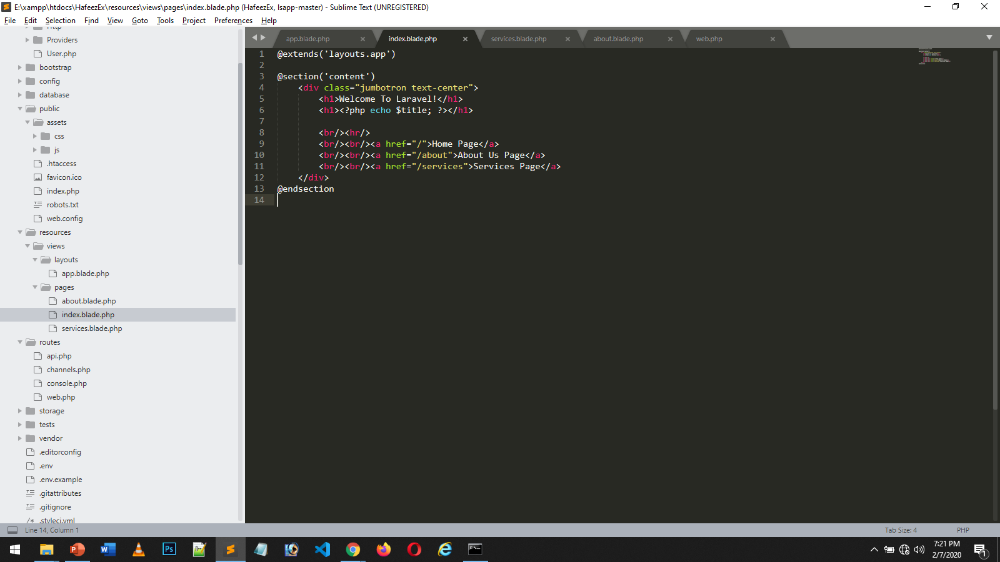 E:\xampp\htdocs\HafeezEx\resources\views\pages\index.blade.php (HafeezEx, lsapp-master) - Sublime Text (UNREGISTERED)
File Edit Selection Find View Goto Tools Project Preferences Help
Http
Providers
User.php
bootstrap
config
database
public
assets
css
js
.htaccess
favicon.ico
index.php
robots.txt
web.config
resources
views
layouts
app.blade.php
pages
about.blade.php
index.blade.php
services.blade.php
routes
api.php
channels.php
console.php
web.php
storage
tests
vendor
.editorconfig
.env
.env.example
.gitattributes
.gitignore
.styleci.yml
app.blade.php index.blade.php services.blade.php about.blade.php web.php
1 @extends('layouts.app')
2
3 @section('content')
4 <div class="jumbotron text-center">
5 <h1>Welcome To Laravel!</h1>
6 <h1><?php echo $title; ?></h1>
7
8 <br/><hr/>
9 <br/><br/><a href="/">Home Page</a>
10 <br/><br/><a href="/about">About Us Page</a>
11 <br/><br/><a href="/services">Services Page</a>
12 </div>
13 @endsection
14
Line 14, Column 1 Tab Size: 4 PHP
7:21 PM
2/7/2020
1